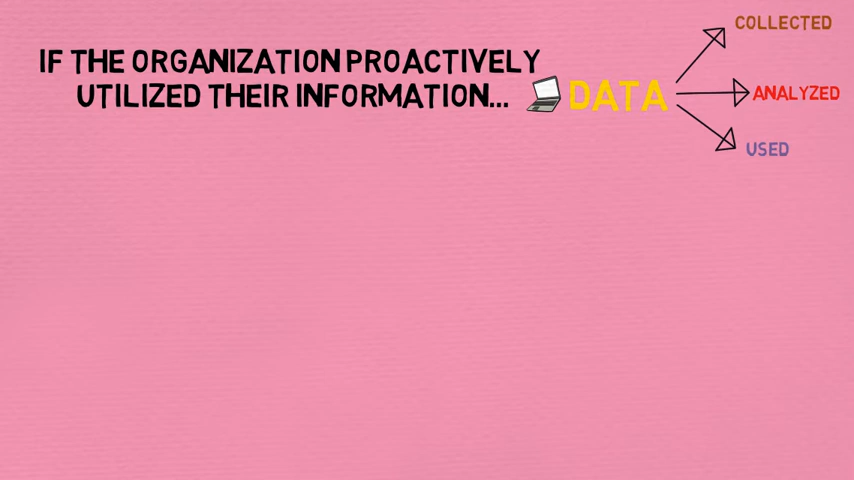 IF THE ORGANIZATION PROACTIVELY
UTILIZED THEIR INFORMATION...
DATA
COLLECTED
ANALYZED
USED